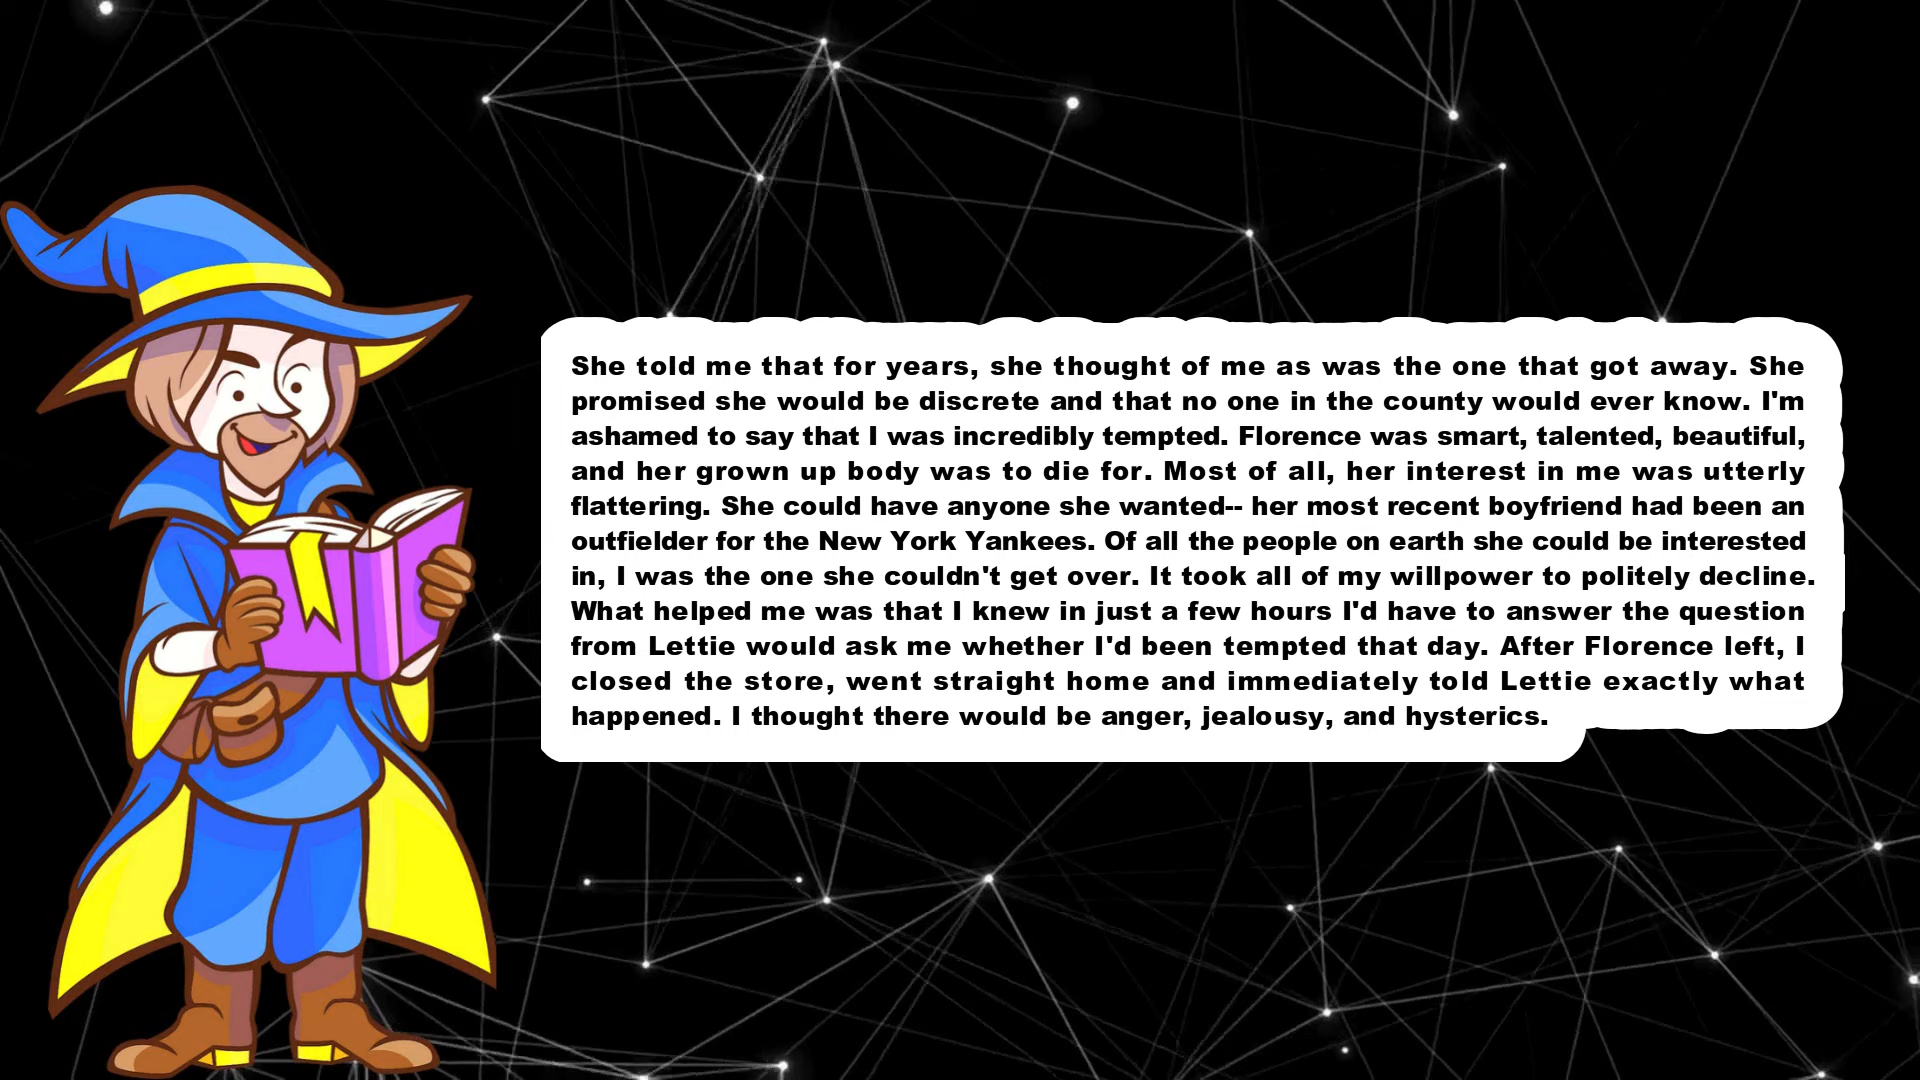 She told me that for years, she thought of me as was the one that got away. She
promised she would be discrete and that no one in the county would ever know. I'm
ashamed to say that I was incredibly tempted. Florence was smart, talented, beautiful,
and her grown up body was to die for. Most of all, her interest in me was utterly
flattering. She could have anyone she wanted-- her most recent boyfriend had been an
outfielder for the New York Yankees. Of all the people on earth she could be interested
in, I was the one she couldn't get over. It took all of my willpower to politely decline.
What helped me was that I knew in just a few hours I'd have to answer the question
from Lettie would ask me whether I'd been tempted that day. After Florence left, I
closed the store, went straight home and immediately told Lettie exactly what
happened. I thought there would be anger, jealousy, and hysterics.